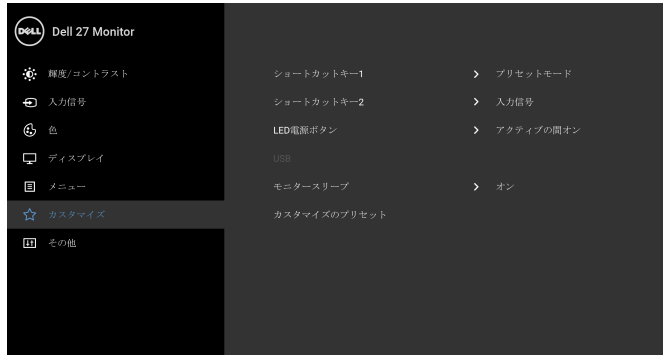 DELL Dell 27 Monitor
輝度/コントラスト
入力信号
色
ディスプレイ
メニュー
カスタマイズ
その他
ショートカットキー1 プリセットモード
ショートカットキー2 入力信号
LED電源ボタン アクティブの間オン
USB
モニタースリープ オン
カスタマイズのプリセット